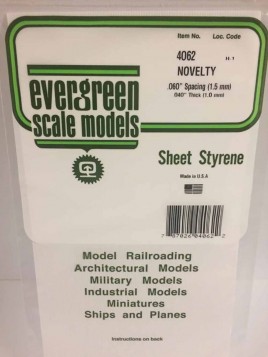 Item No. Loc. Code
4062
NOVELTY
.060" Spacing (1.5 mm)
.040" Thick (1.0 mm)
evergreen
scale models
Sheet Styrene
Made in U.S.A
Model Railroading
Architectural Models
Military Models
Industrial Models
Miniatures
Ships and Planes
Instructions on back